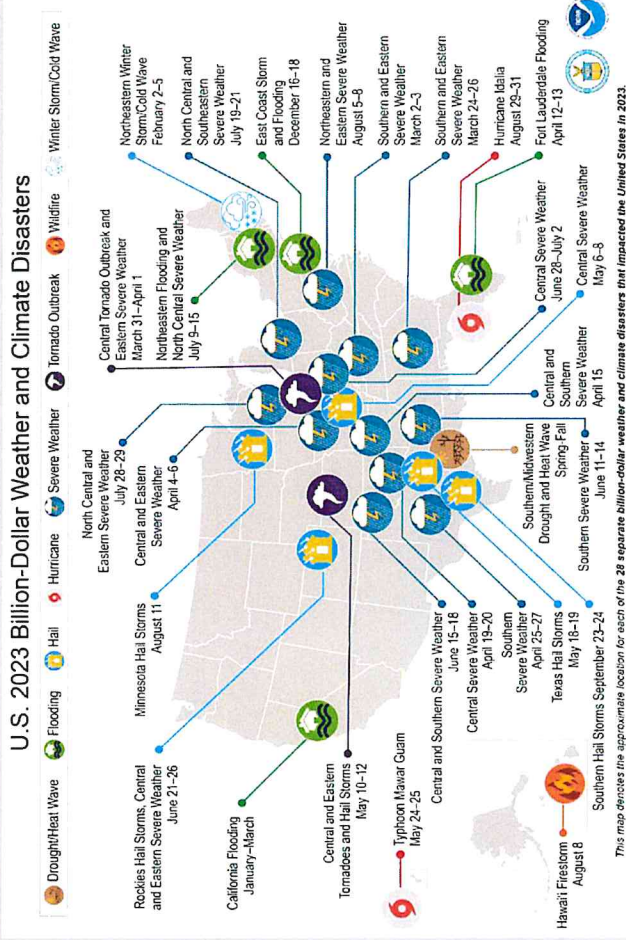 U.S. 2023 Billion-Dollar Weather and Climate Disasters
Drought/Heat Wave
Flooding
Hail
Hurricane
Severe Weather
Tornado Outbreak
Wildfire
Winter Storm/Cold Wave
Rockies Hail Storms, Central
and Eastern Severe Weather
June 21–26
Minnesota Hail Storms
August 11
North Central and
Eastern Severe Weather
July 28–29
Central and Eastern
Severe Weather
April 4–6
Central Tornado Outbreak and
Eastern Severe Weather
March 31–April 1
Northeastern Flooding and
North Central Severe Weather
July 9–15
Northeastern Winter
Storm/Cold Wave
February 2–5
North Central and
Southeastern
Severe Weather
July 19–21
East Coast Storm
and Flooding
December 16–18
Northeastern and
Eastern Severe Weather
August 5–8
Southern and Eastern
Severe Weather
March 2–3
Southern and Eastern
Severe Weather
March 24–26
Hurricane Idalia
August 29–31
Fort Lauderdale Flooding
April 12–13
California Flooding
January–March
Central and Eastern
Tornadoes and Hail Storms
May 10–12
Typhoon Mawar Guam
May 24–25
Hawai'i Firestorm
August 8
Central and Southern Severe Weather
June 15–18
Central Severe Weather
April 19–20
Southern
Severe Weather
April 25–27
Texas Hail Storms
May 18–19
Southern Hail Storms September 23–24
Southern/Midwestern
Drought and Heat Wave
Spring-Fall
Southern Severe Weather
June 11–14
Central and
Southern
Severe Weather
April 15
Central Severe Weather
June 28–July 2
Central Severe Weather
May 6–8
This map denotes the approximate location for each of the 28 separate billion-dollar weather and climate disasters that impacted the United States in 2023.